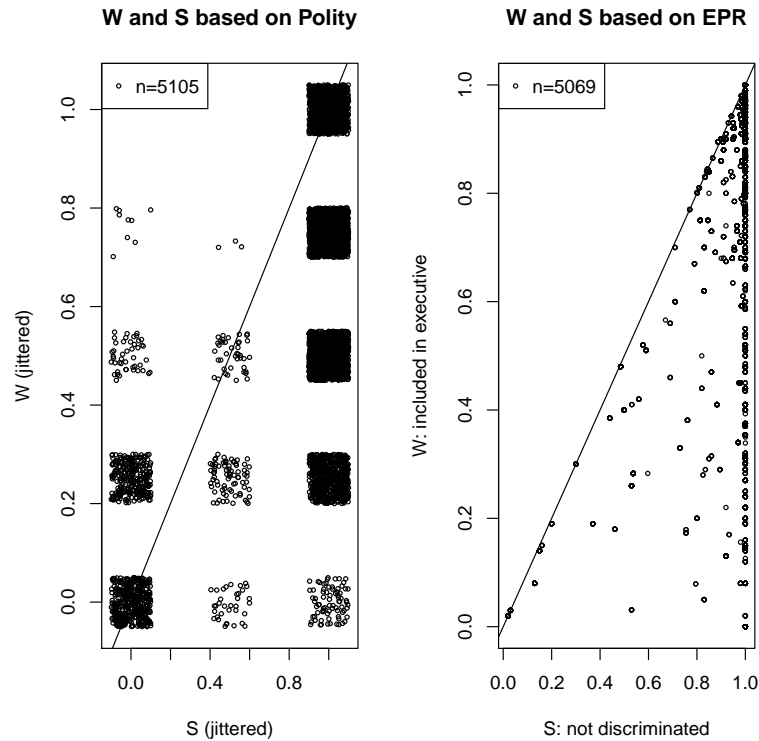 W and S based on Polity
n=5105
W (jittered)
1.0
0.8
0.6
0.4
0.2
0.0
0.0 0.4 0.8
S (jittered)
W and S based on EPR
n=5069
W: included in executive
1.0
0.8
0.6
0.4
0.2
0.0
0.0 0.2 0.4 0.6 0.8 1.0
S: not discriminated